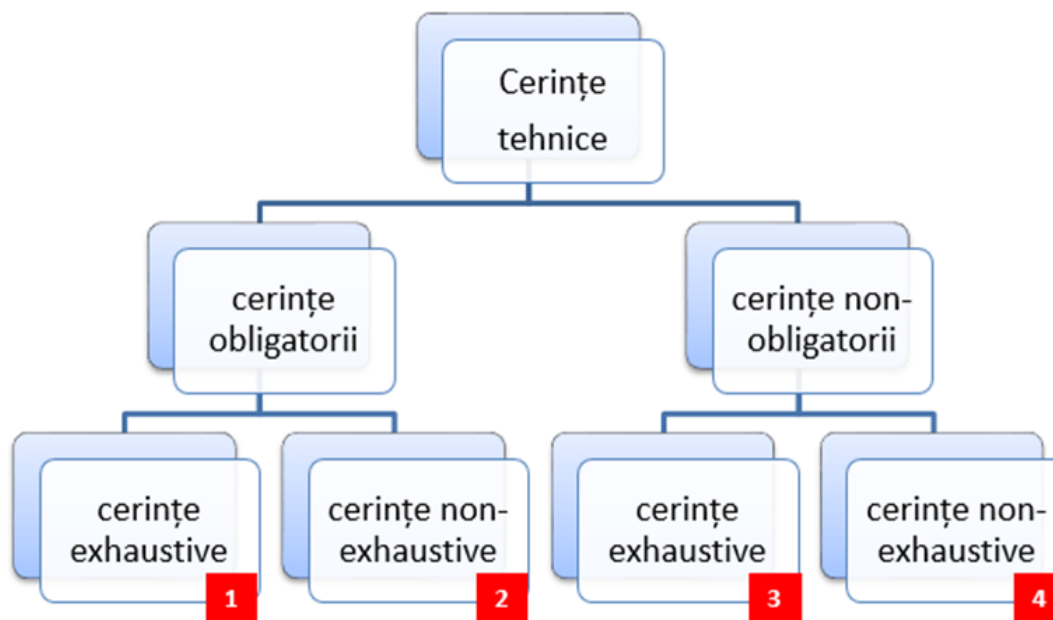 Cerințe
tehnice
cerințe
obligatorii
cerințe non-
obligatorii
cerințe
exhaustive
1
cerințe non-
exhaustive
2
cerințe
exhaustive
3
cerințe non-
exhaustive
4